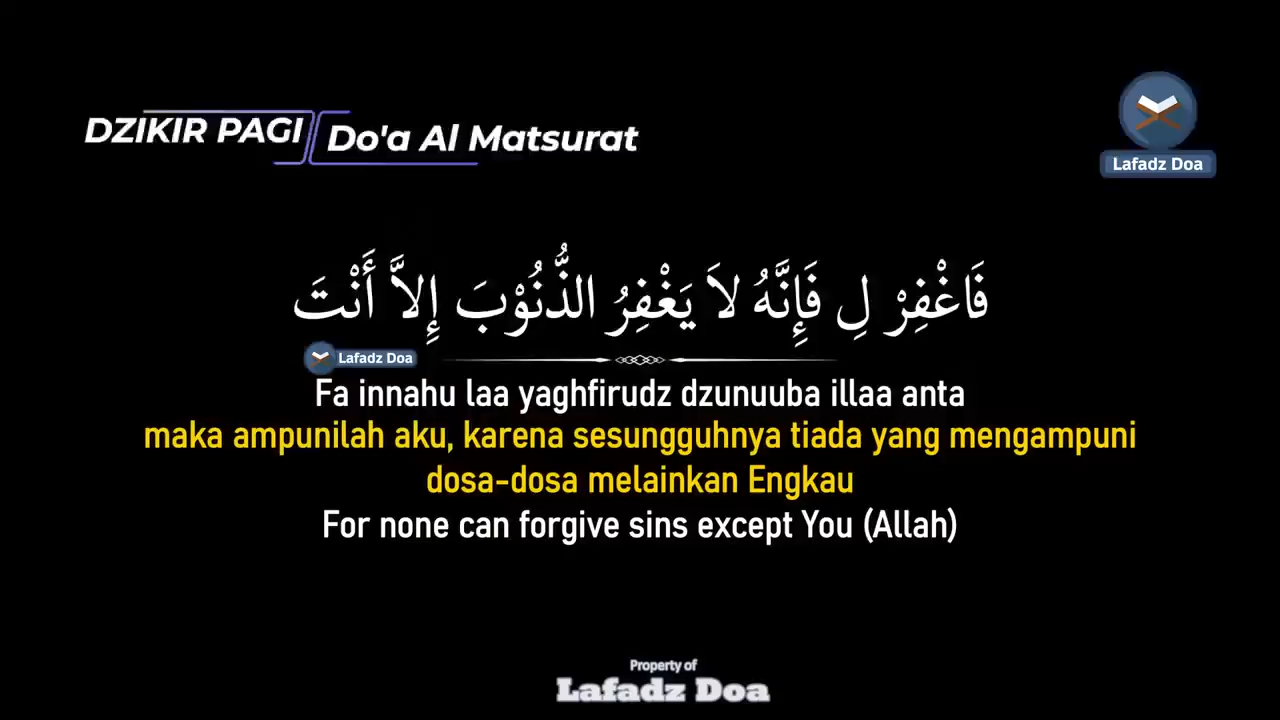 DZIKIR PAGI
Do'a Al Matsurat
Lafadz Doa
فَاغْفِرْ لِ فَإِنَّهُ لاَ يَغْفِرُ الذُّنُوْبَ إِلاَّ أَنْتَ
Lafadz Doa
Fa innahu laa yaghfirudz dzunuuba illaa anta
maka ampunilah aku, karena sesungguhnya tiada yang mengampuni
dosa-dosa melainkan Engkau
For none can forgive sins except You (Allah)
Property of
Lafadz Doa